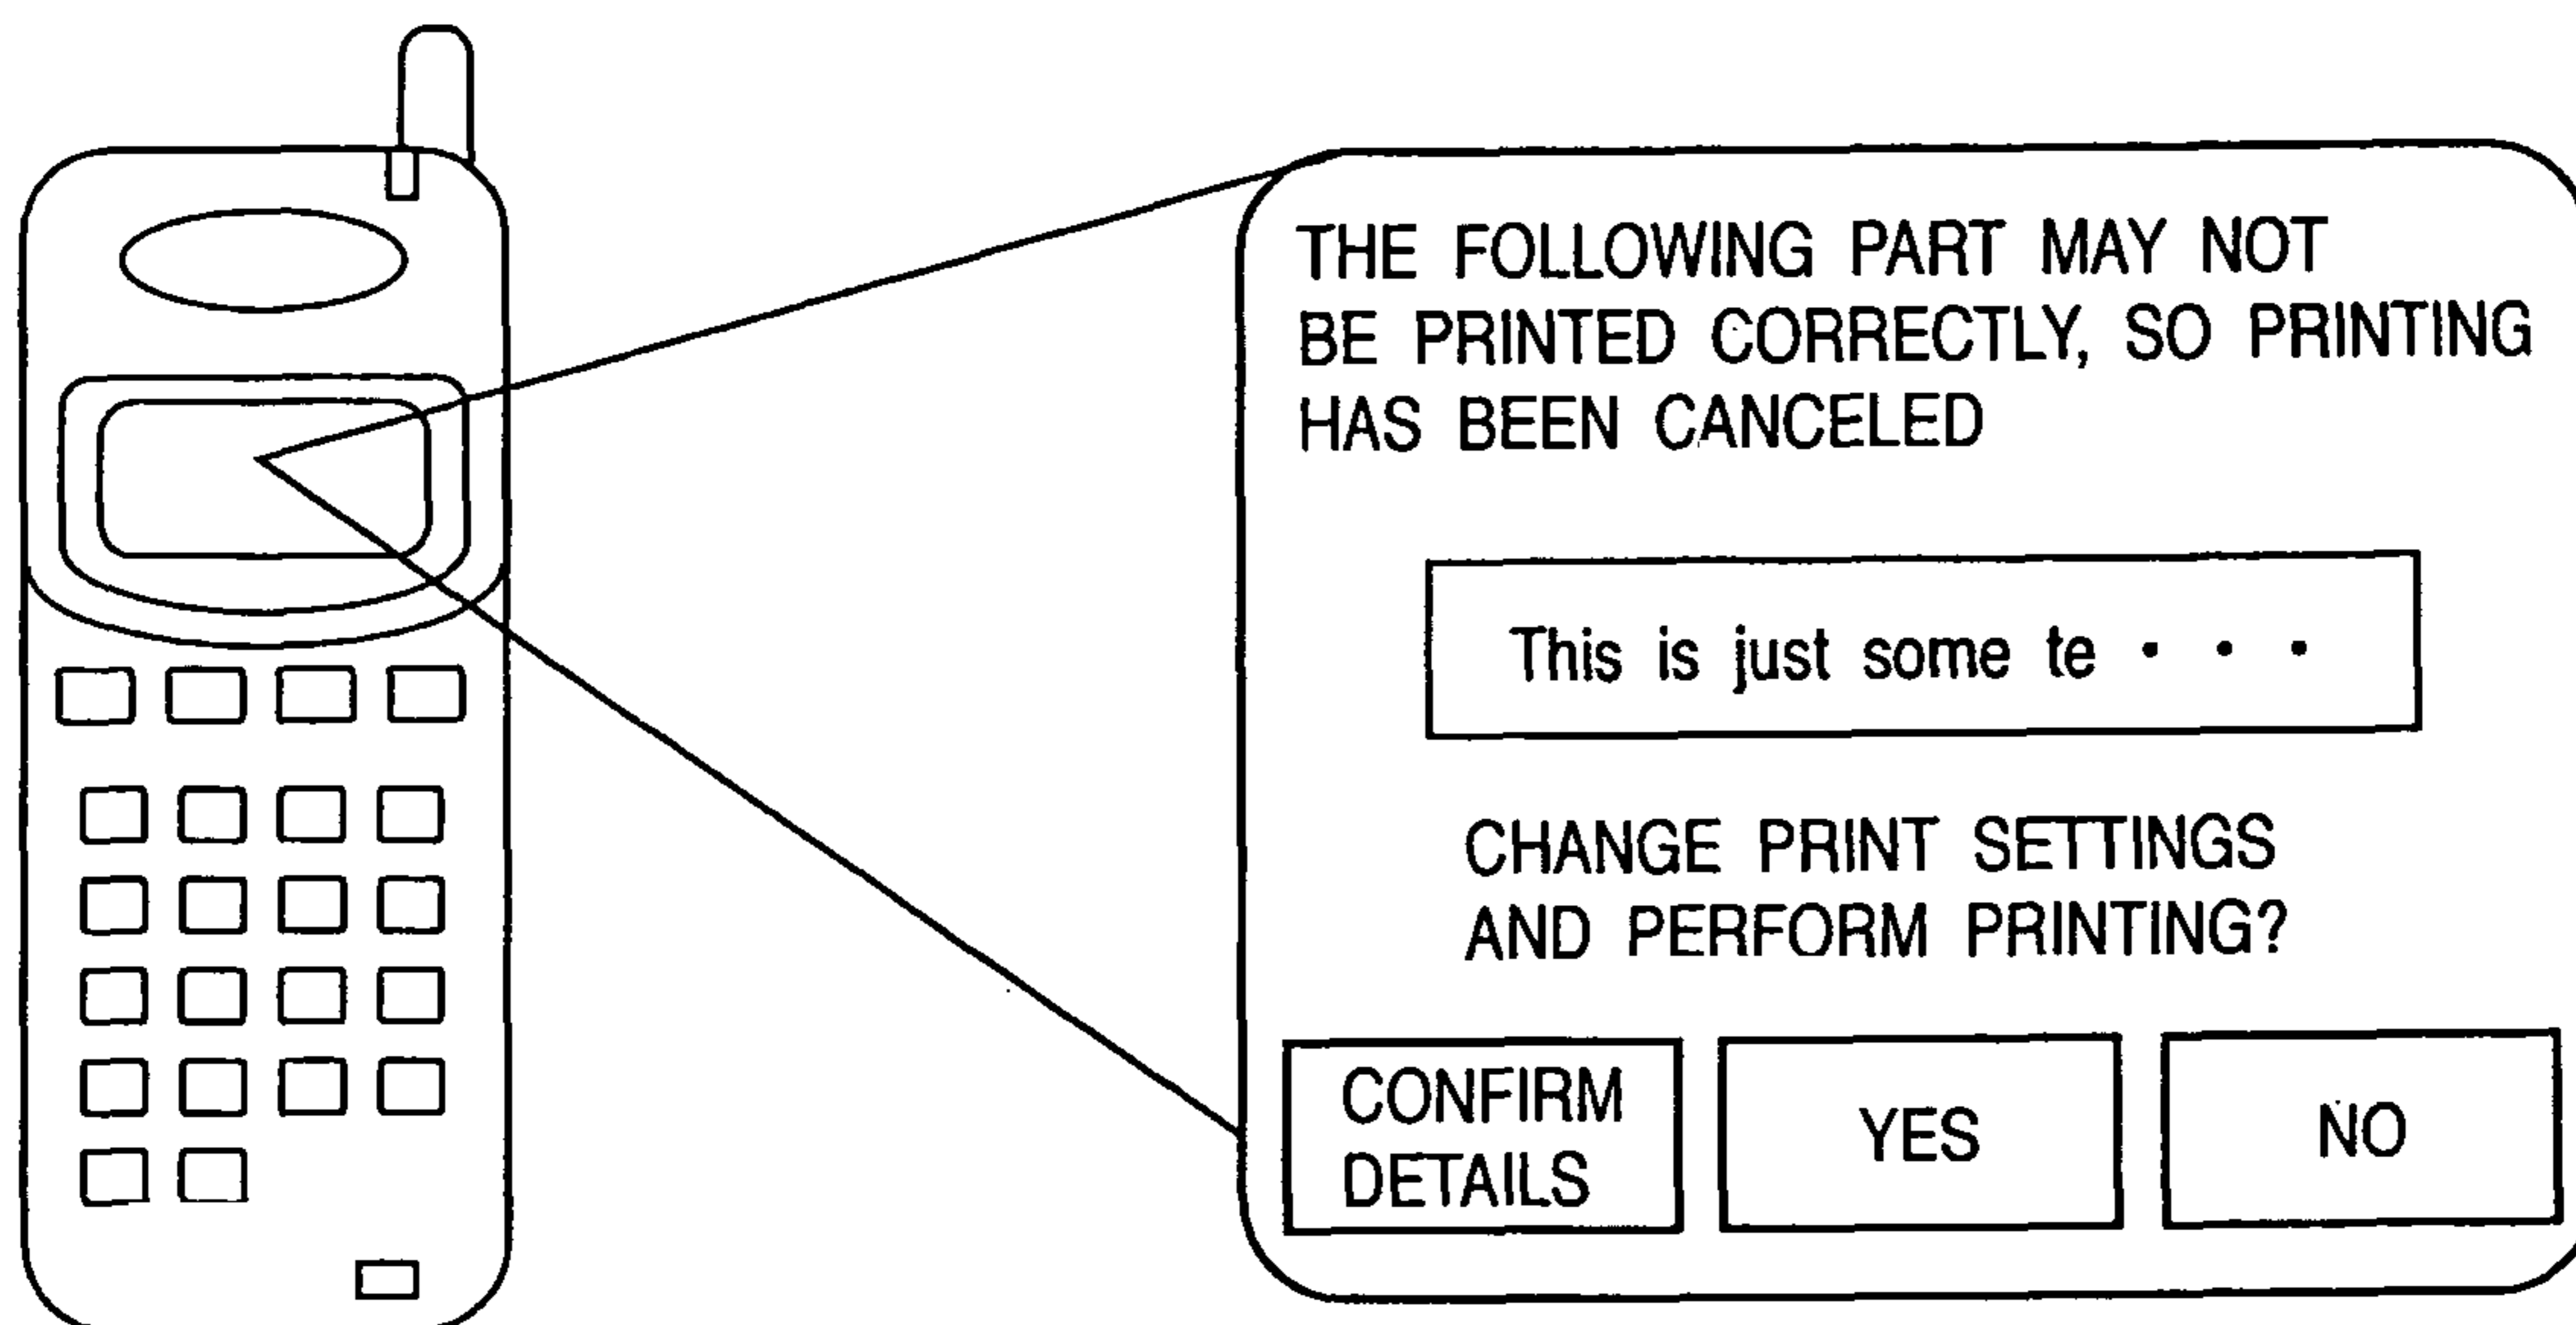 THE FOLLOWING PART MAY NOT
BE PRINTED CORRECTLY, SO PRINTING
HAS BEEN CANCELED
This is just some te · · ·
CHANGE PRINT SETTINGS
AND PERFORM PRINTING?
CONFIRM
DETAILS
YES
NO